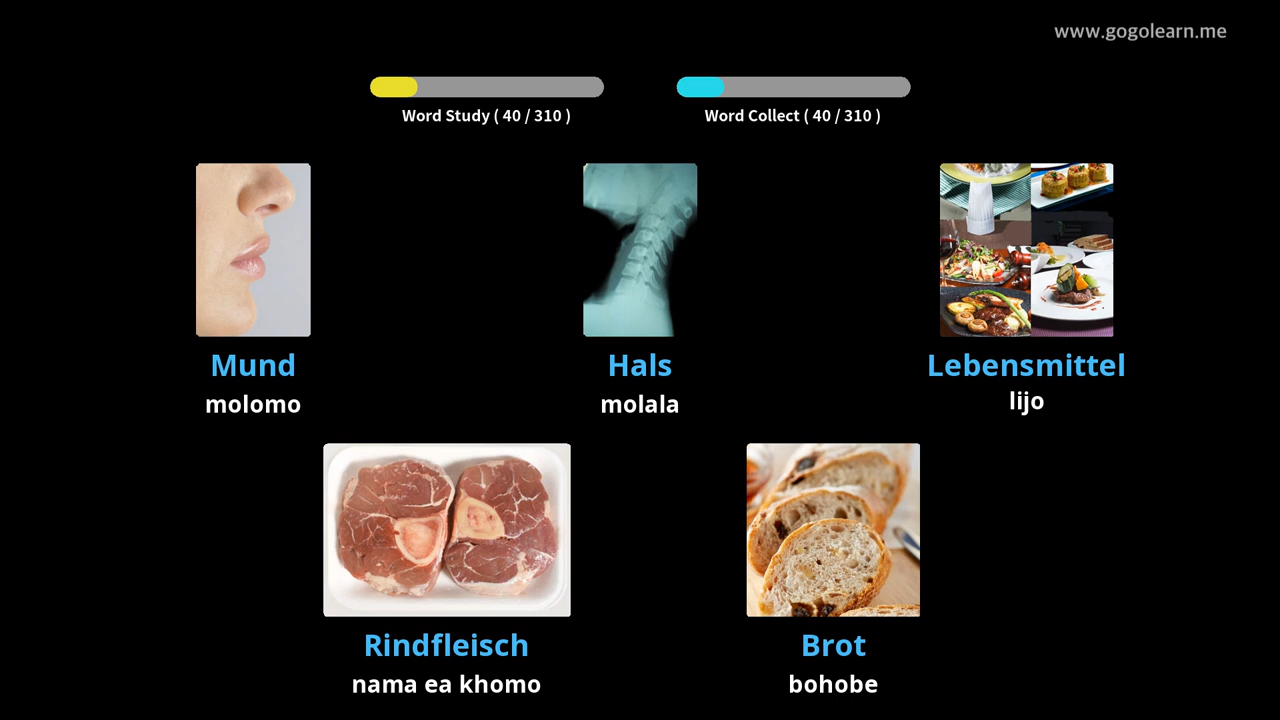 www.gogolearn.me
Word Study ( 40 / 310 )
Word Collect ( 40 / 310 )
Mund
molomo
Hals
molala
Lebensmittel
lijo
Rindfleisch
nama ea khomo
Brot
bohobe